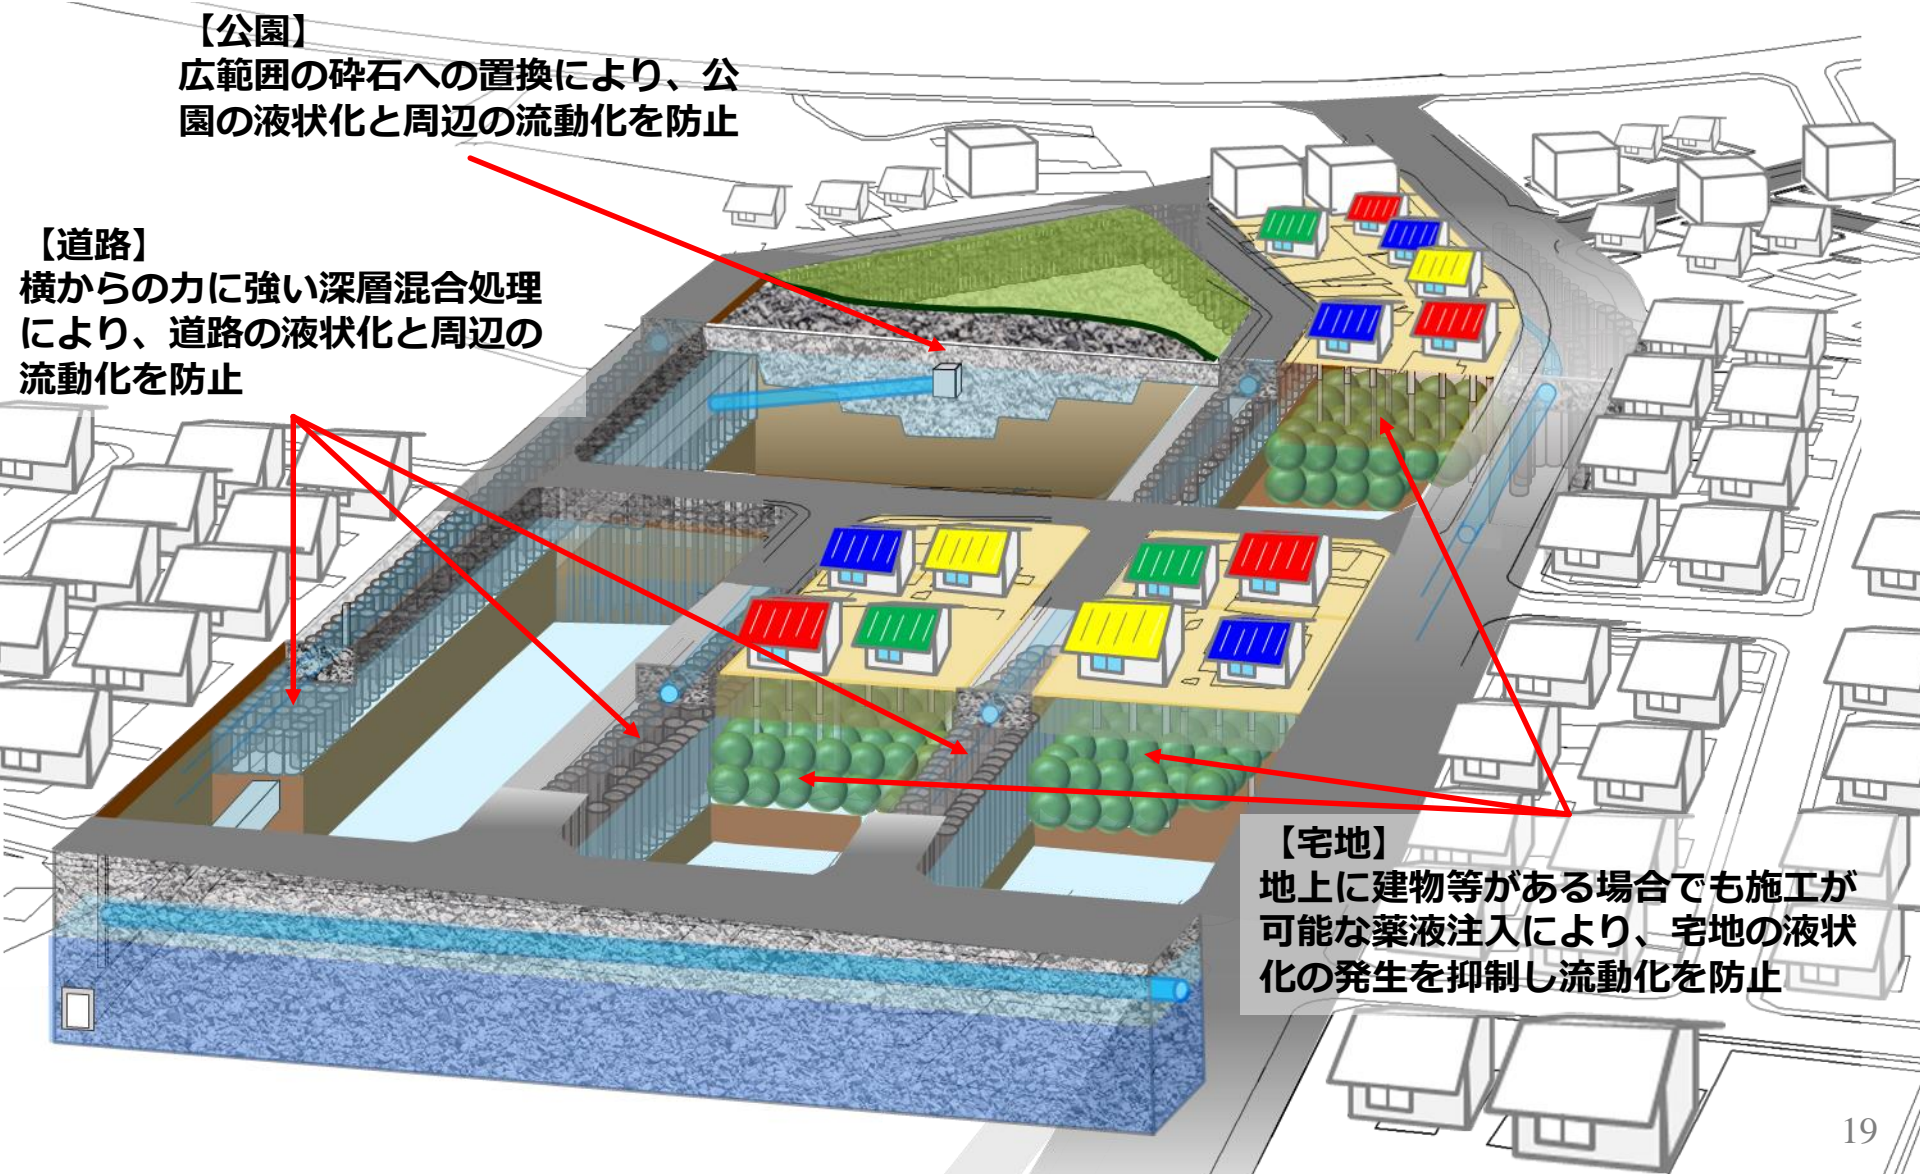 【公園】
広範囲の砕石への置換により、公
園の液状化と周辺の流動化を防止
【道路】
横からの力に強い深層混合処理
により、道路の液状化と周辺の
流動化を防止
【宅地】
地上に建物等がある場合でも施工が
可能な薬液注入により、宅地の液状
化の発生を抑制し流動化を防止
19